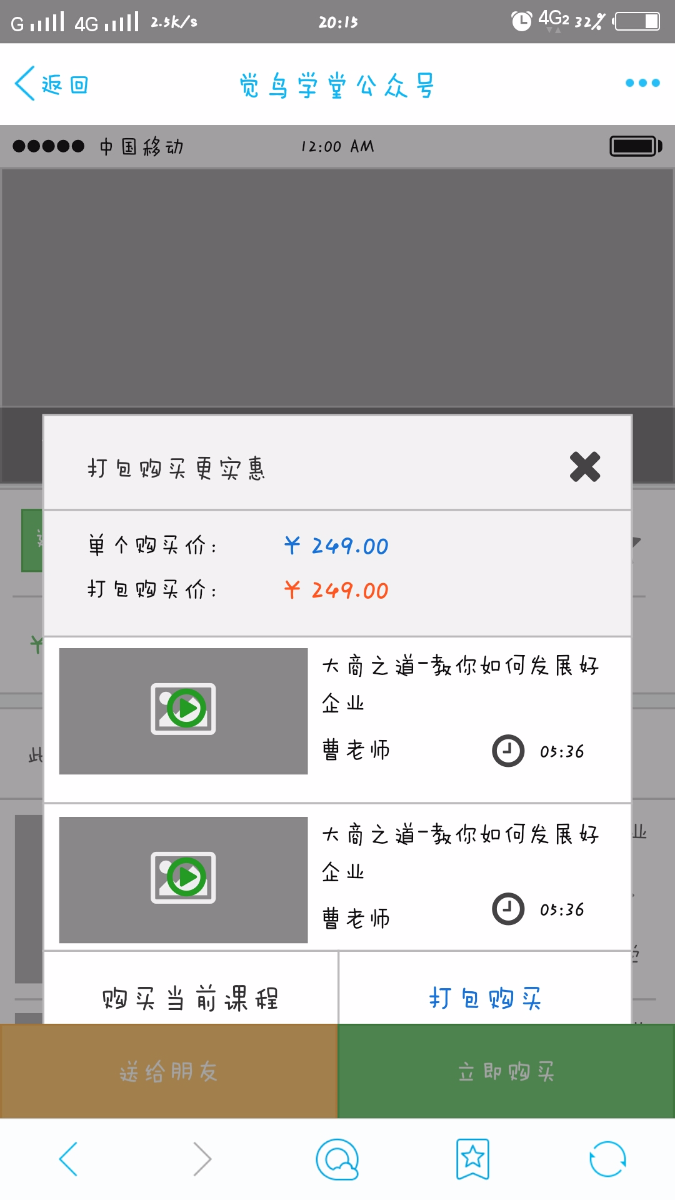 G 4G 2.5k/s 20:15 4G2 32%
返回 觉鸟学堂公众号
中国移动 12:00 AM
打包购买更实惠
单个购买价: ¥ 249.00
打包购买价: ¥ 249.00
¥
此
大商之道-教你如何发展好
企业
曹老师 05:36
大商之道-教你如何发展好
企业
业
曹老师 05:36
购买当前课程 打包购买
送给朋友 立即购买